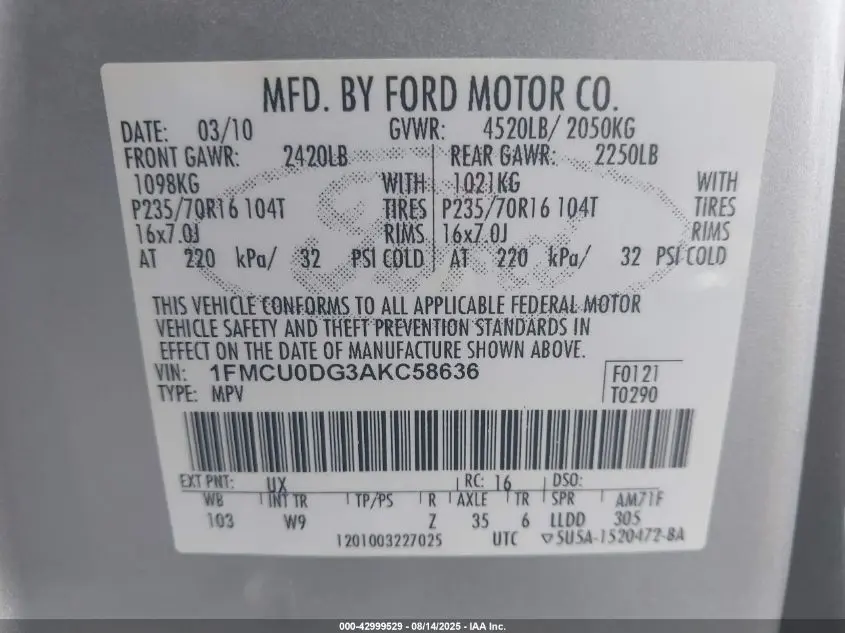 MFD. BY FORD MOTOR CO.
DATE: 03/10 GVWR: 4520LB/ 2050KG
FRONT GAWR: 2420LB REAR GAWR: 2250LB
1098KG WITH 1021KG WITH
P235/70R16 104T TIRES P235/70R16 104T TIRES
16x7.0J RIMS 16x7.0J RIMS
AT 220 kPa/ 32 PSI COLD AT 220 kPa/ 32 PSI COLD
THIS VEHICLE CONFORMS TO ALL APPLICABLE FEDERAL MOTOR
VEHICLE SAFETY AND THEFT PREVENTION STANDARDS IN
EFFECT ON THE DATE OF MANUFACTURE SHOWN ABOVE.
VIN: 1FMCU0DG3AKC58636 F0121
TYPE: MPV T0290
EXT PNT: UX RC: 16 DSO:
WB INT TR TP/PS R AXLE TR SPR AM71F
103 W9 Z 35 6 LLDD 305
1201003227025 UTC ▽5U5A-1520472-BA
000-42999529 - 08/14/2025 - IAA Inc.